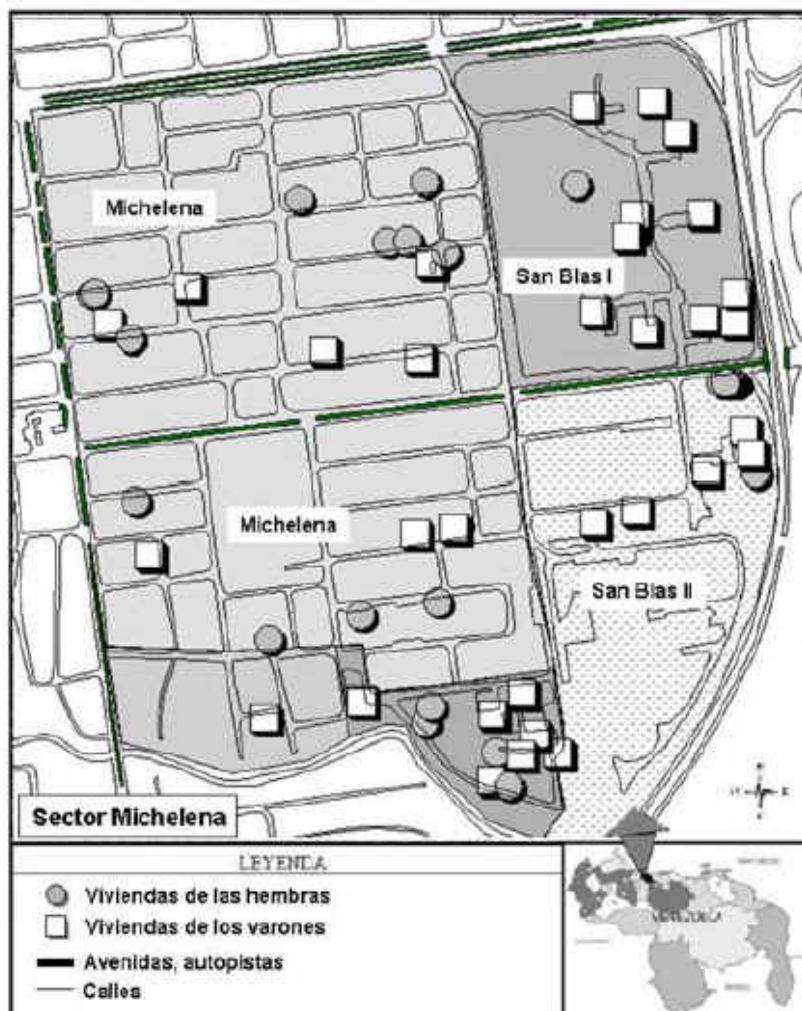 Michelena
San Blas I
Michelena
San Blas II
Sector Michelena
LEYENDA
Viviendas de las hembras
Viviendas de los varones
Avenidas, autopistas
Calles
VENEZUELA